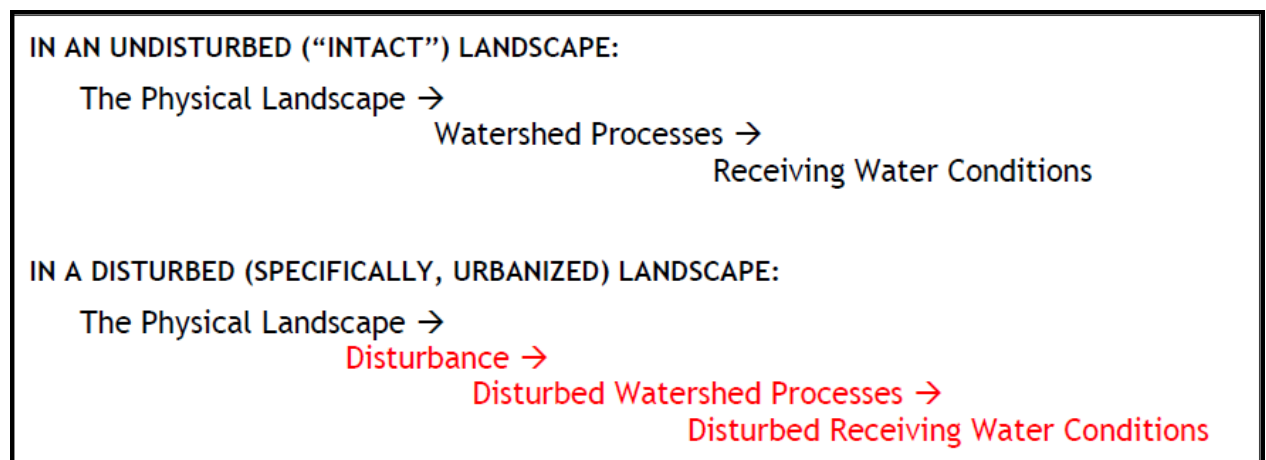 IN AN UNDISTURBED (“INTACT”) LANDSCAPE:
The Physical Landscape →
Watershed Processes →
Receiving Water Conditions
IN A DISTURBED (SPECIFICALLY, URBANIZED) LANDSCAPE:
The Physical Landscape →
Disturbance →
Disturbed Watershed Processes →
Disturbed Receiving Water Conditions